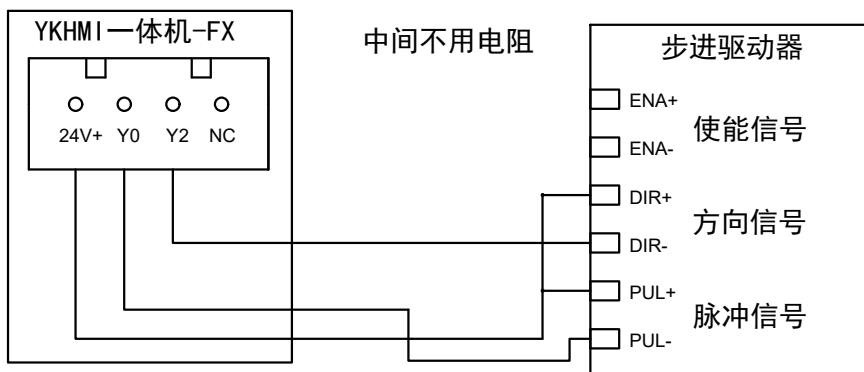 YKHMI一体机-FX
24V+ Y0 Y2 NC
中间不用电阻
步进驱动器
ENA+
使能信号
ENA-
DIR+
方向信号
DIR-
PUL+
脉冲信号
PUL-